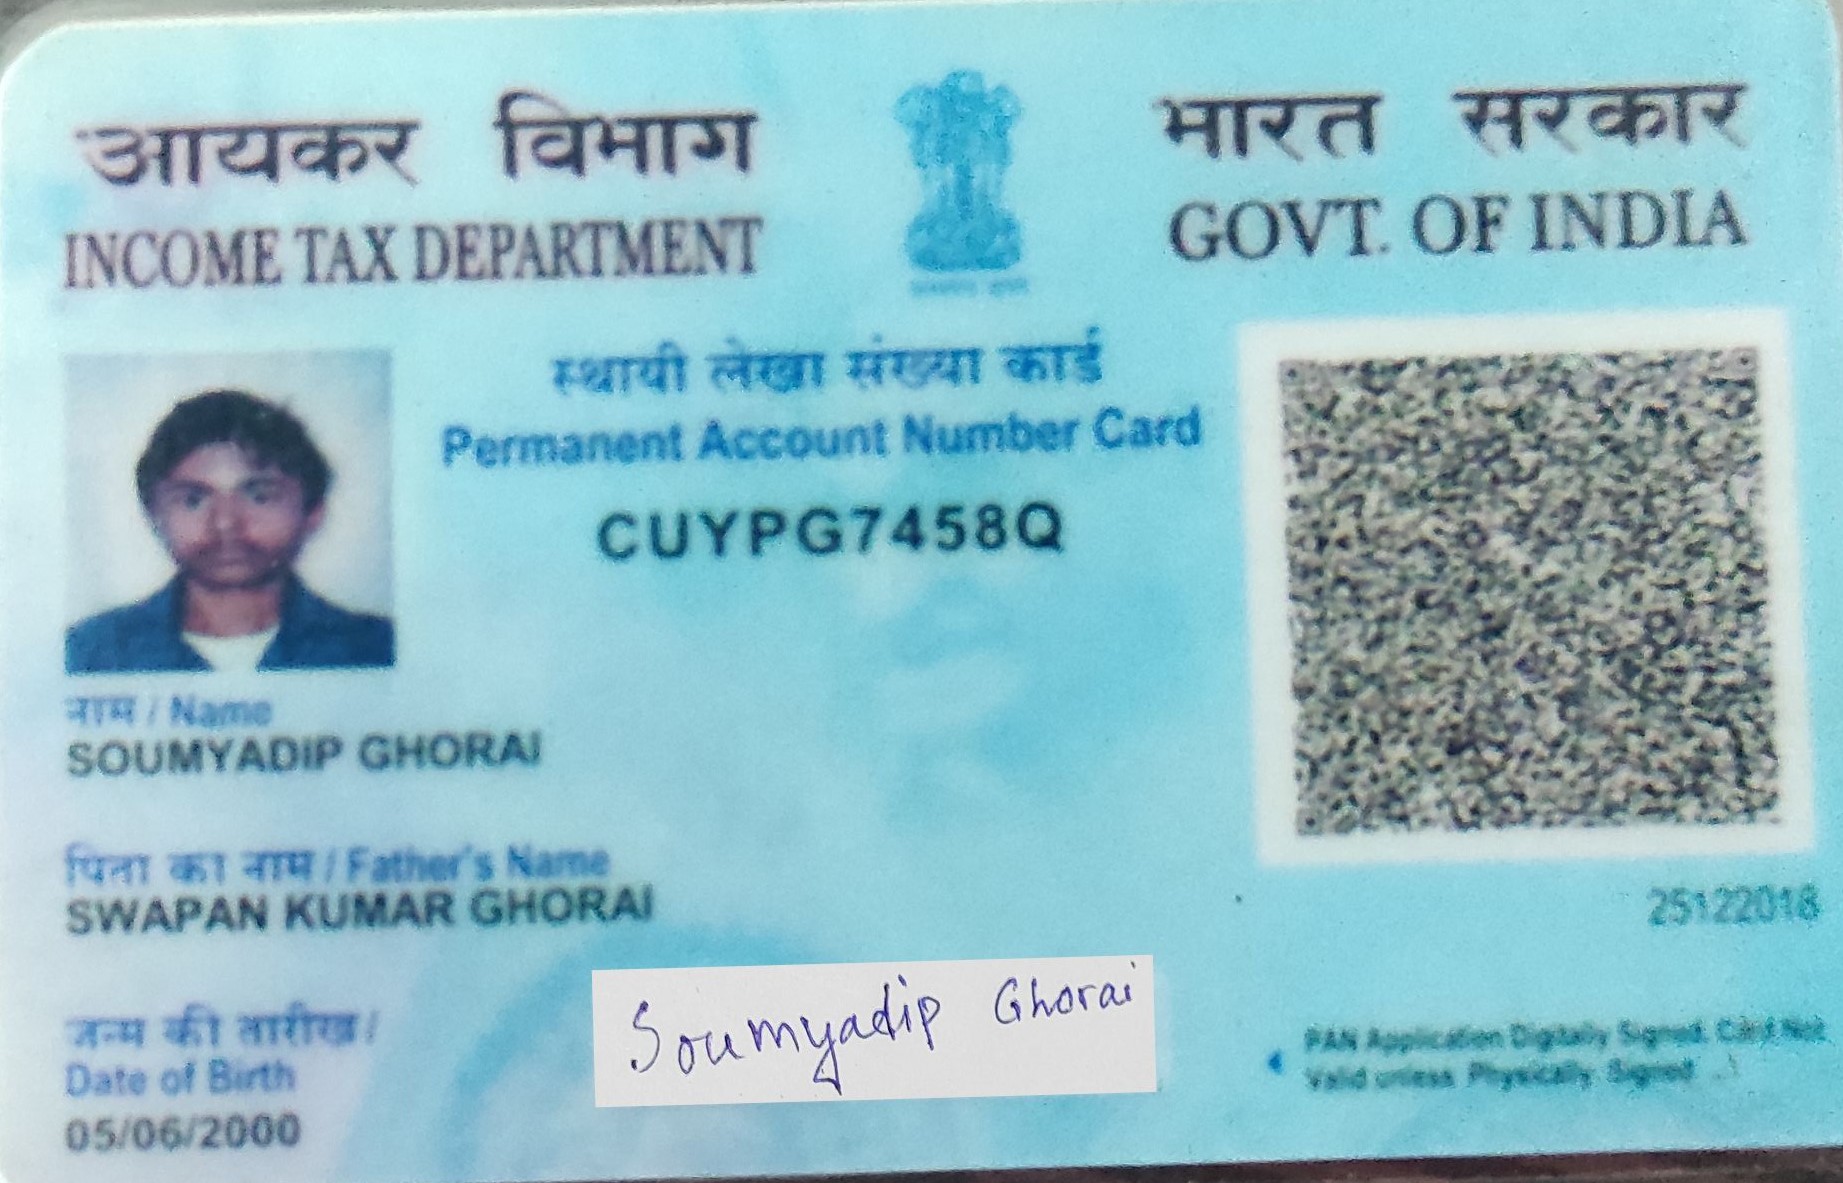 आयकर विभाग
INCOME TAX DEPARTMENT
भारत सरकार
GOVT. OF INDIA
स्थायी लेखा संख्या कार्ड
Permanent Account Number Card
CUYPG7458Q
नाम / Name
SOUMYADIP GHORAI
पिता का नाम / Father's Name
SWAPAN KUMAR GHORAI
जन्म की तारीख /
Date of Birth
05/06/2000
Soumyadip Ghorai
25122018
PAN Application Digitally Signed. Card Not
Valid unless Physically Signed